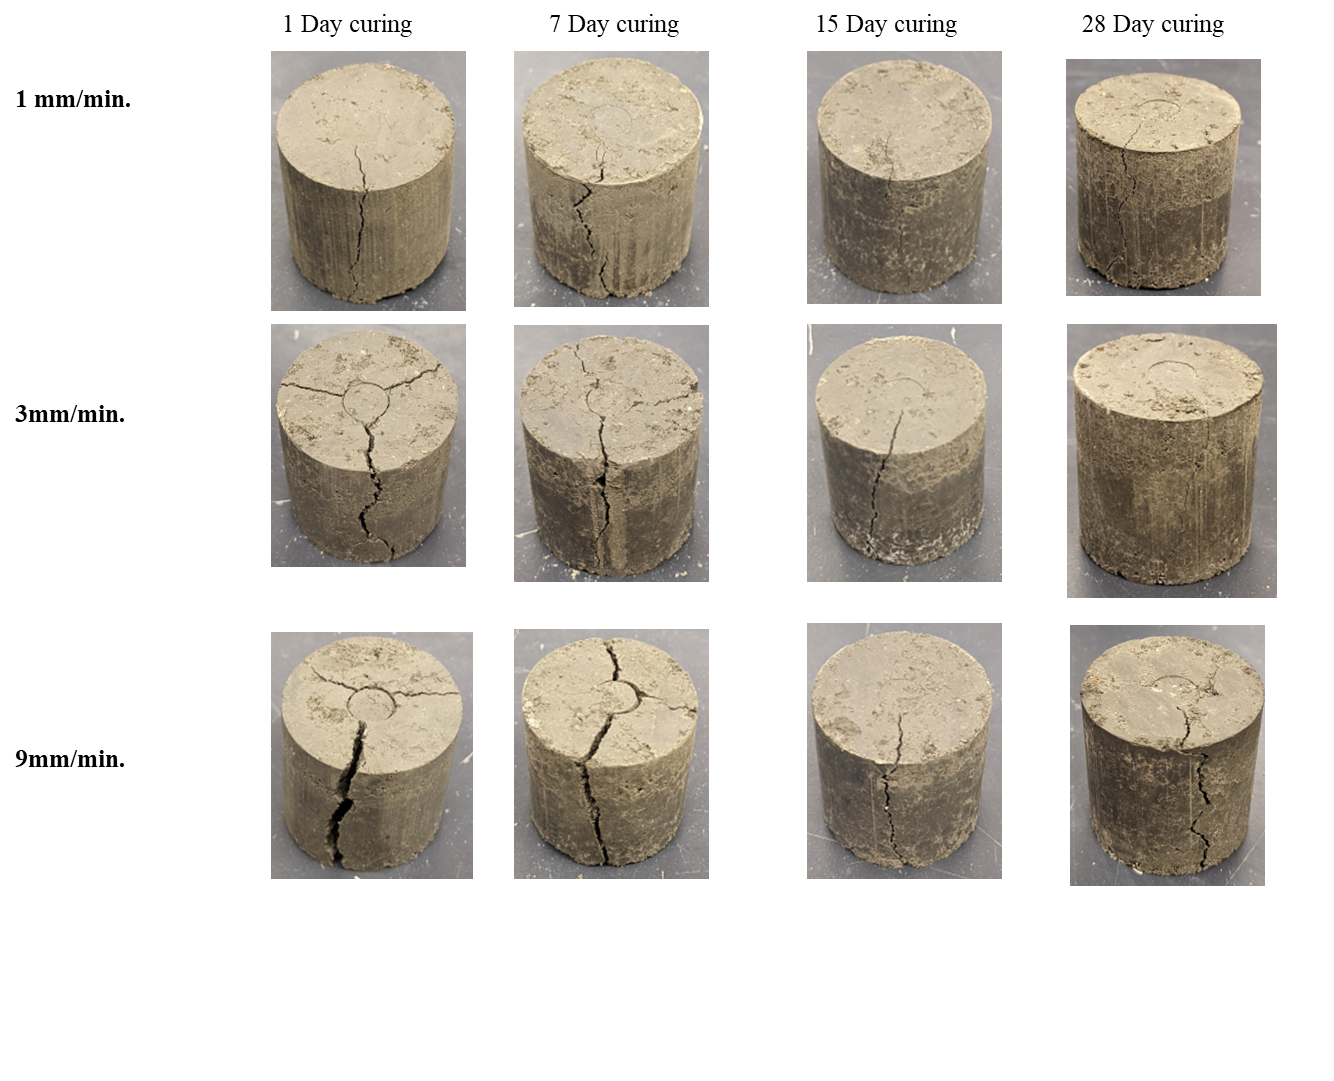 1 Day curing
7 Day curing
15 Day curing
28 Day curing
1 mm/min.
3mm/min.
9mm/min.